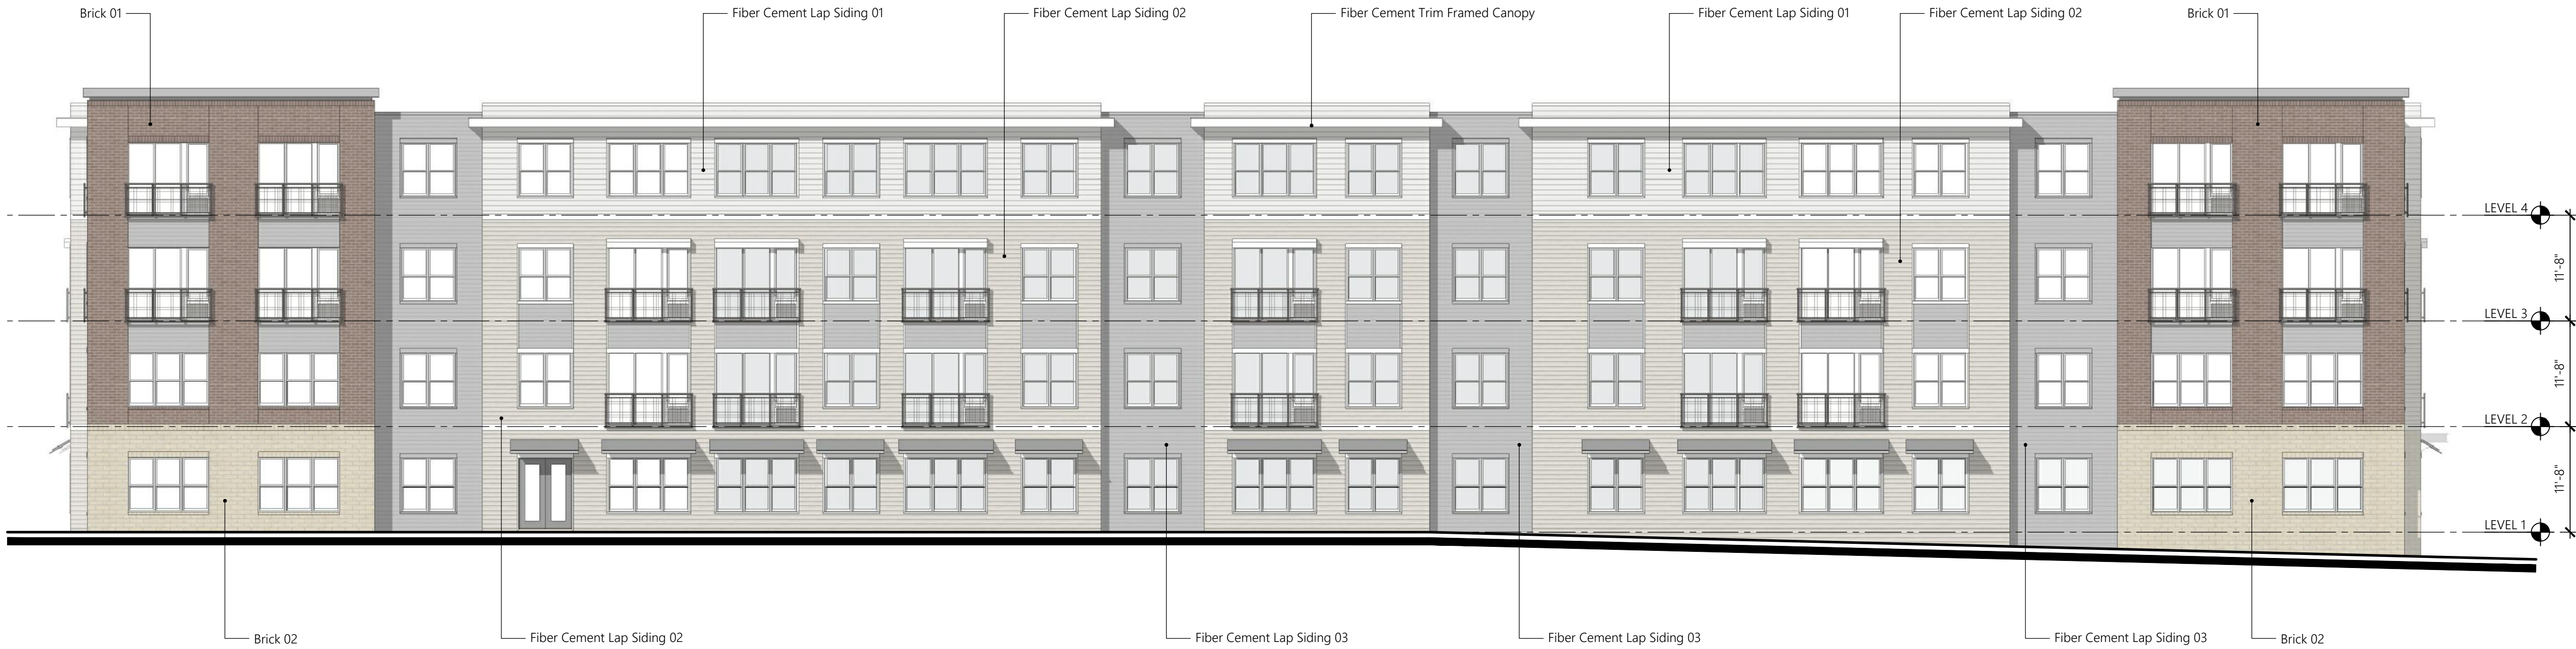 Brick 01
Fiber Cement Lap Siding 01
Fiber Cement Lap Siding 02
Fiber Cement Trim Framed Canopy
Fiber Cement Lap Siding 01
Fiber Cement Lap Siding 02
Brick 01
LEVEL 4
11'-8"
LEVEL 3
11'-8"
LEVEL 2
11'-8"
LEVEL 1
Brick 02
Fiber Cement Lap Siding 02
Fiber Cement Lap Siding 03
Fiber Cement Lap Siding 03
Fiber Cement Lap Siding 03
Brick 02